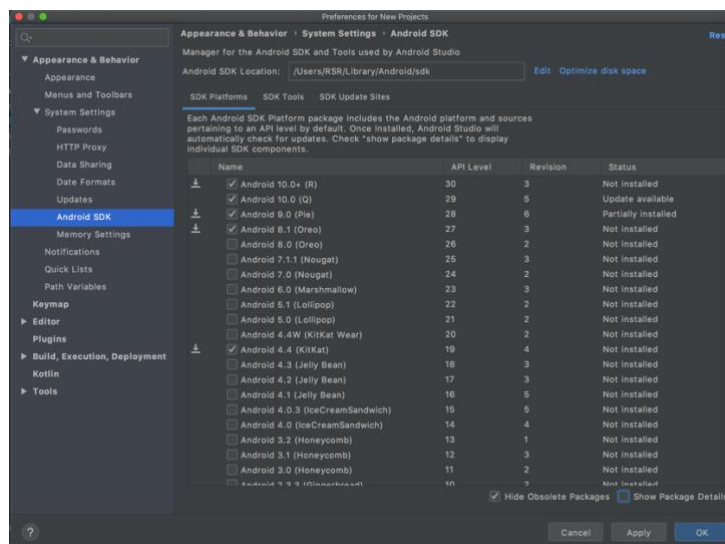 Preferences for New Projects
Appearance & Behavior › System Settings › Android SDK
Manager for the Android SDK and Tools used by Android Studio
Android SDK Location: /Users/RSR/Library/Android/sdk Edit Optimize disk space
SDK Platforms SDK Tools SDK Update Sites
Each Android SDK Platform package includes the Android platform and sources
pertaining to an API level by default. Once installed, Android Studio will
automatically check for updates. Check "show package details" to display
individual SDK components.
Appearance & Behavior
Appearance
Menus and Toolbars
System Settings
Passwords
HTTP Proxy
Data Sharing
Date Formats
Updates
Android SDK
Memory Settings
Notifications
Quick Lists
Path Variables
Keymap
Editor
Plugins
Build, Execution, Deployment
Kotlin
Tools
Name API Level Revision Status
Android 10.0+ (R) 30 3 Not installed
Android 10.0 (Q) 29 5 Update available
Android 9.0 (Pie) 28 6 Partially installed
Android 8.1 (Oreo) 27 3 Not installed
Android 8.0 (Oreo) 26 2 Not installed
Android 7.1.1 (Nougat) 25 3 Not installed
Android 7.0 (Nougat) 24 2 Not installed
Android 6.0 (Marshmallow) 23 3 Not installed
Android 5.1 (Lollipop) 22 2 Not installed
Android 5.0 (Lollipop) 21 2 Not installed
Android 4.4W (KitKat Wear) 20 2 Not installed
Android 4.4 (KitKat) 19 4 Not installed
Android 4.3 (Jelly Bean) 18 3 Not installed
Android 4.2 (Jelly Bean) 17 3 Not installed
Android 4.1 (Jelly Bean) 16 5 Not installed
Android 4.0.3 (IceCreamSandwich) 15 5 Not installed
Android 4.0 (IceCreamSandwich) 14 4 Not installed
Android 3.2 (Honeycomb) 13 1 Not installed
Android 3.1 (Honeycomb) 12 3 Not installed
Android 3.0 (Honeycomb) 11 2 Not installed
Android 2.3.3 (Gingerbread) 10 2 Not installed
Hide Obsolete Packages Show Package Details
? Cancel Apply OK